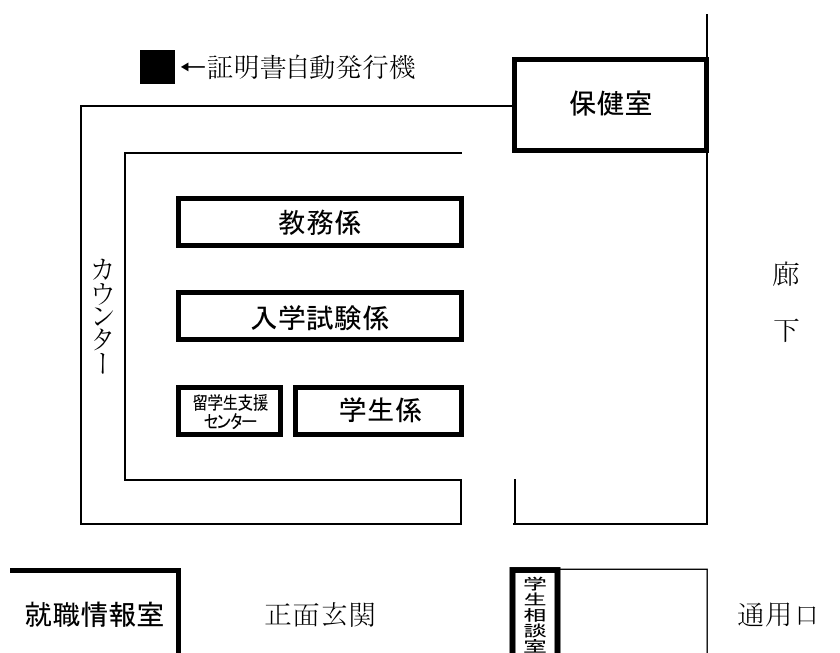 ←証明書自動発行機
保健室
教務係
カウンター
廊下
入学試験係
留学生支援
センター
学生係
就職情報室
正面玄関
学生相談室
通用口